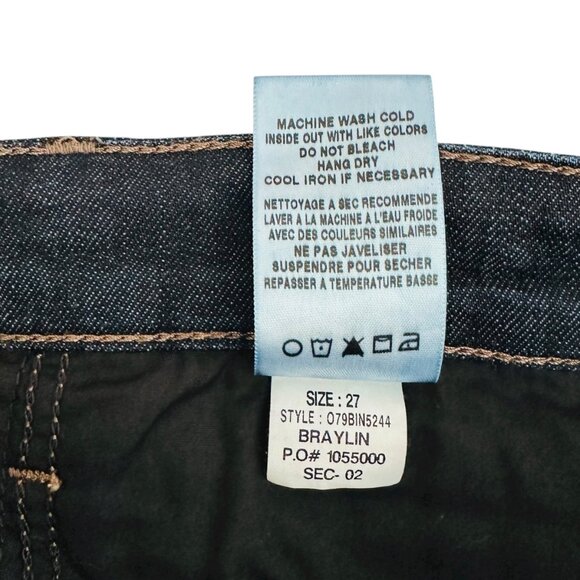 MACHINE WASH COLD
INSIDE OUT WITH LIKE COLORS
DO NOT BLEACH
HANG DRY
COOL IRON IF NECESSARY
NETTOYAGE A SEC RECOMMENDE
LAVER A LA MACHINE A L'EAU FROIDE
AVEC DES COULEURS SIMILAIRES
NE PAS JAVELISER
SUSPENDRE POUR SECHER
REPASSER A TEMPERATURE BASSE
SIZE : 27
STYLE : O79BIN5244
BRAYLIN
P.O# 1055000
SEC- 02